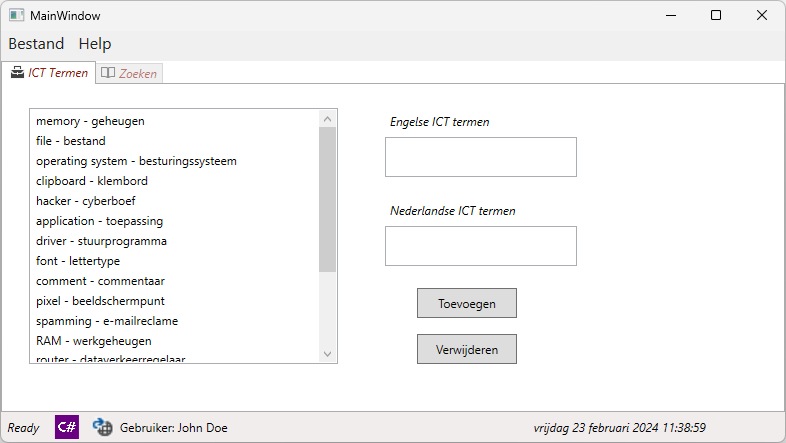 MainWindow
Bestand Help
ICT Termen Zoeken
memory - geheugen
file - bestand
operating system - besturingssysteem
clipboard - klembord
hacker - cyberboef
application - toepassing
driver - stuurprogramma
font - lettertype
comment - commentaar
pixel - beeldschermpunt
spamming - e-mailreclame
RAM - werkgeheugen
router - dataverkeerregelaar
Engelse ICT termen
Nederlandse ICT termen
Toevoegen
Verwijderen
Ready C# Gebruiker: John Doe vrijdag 23 februari 2024 11:38:59